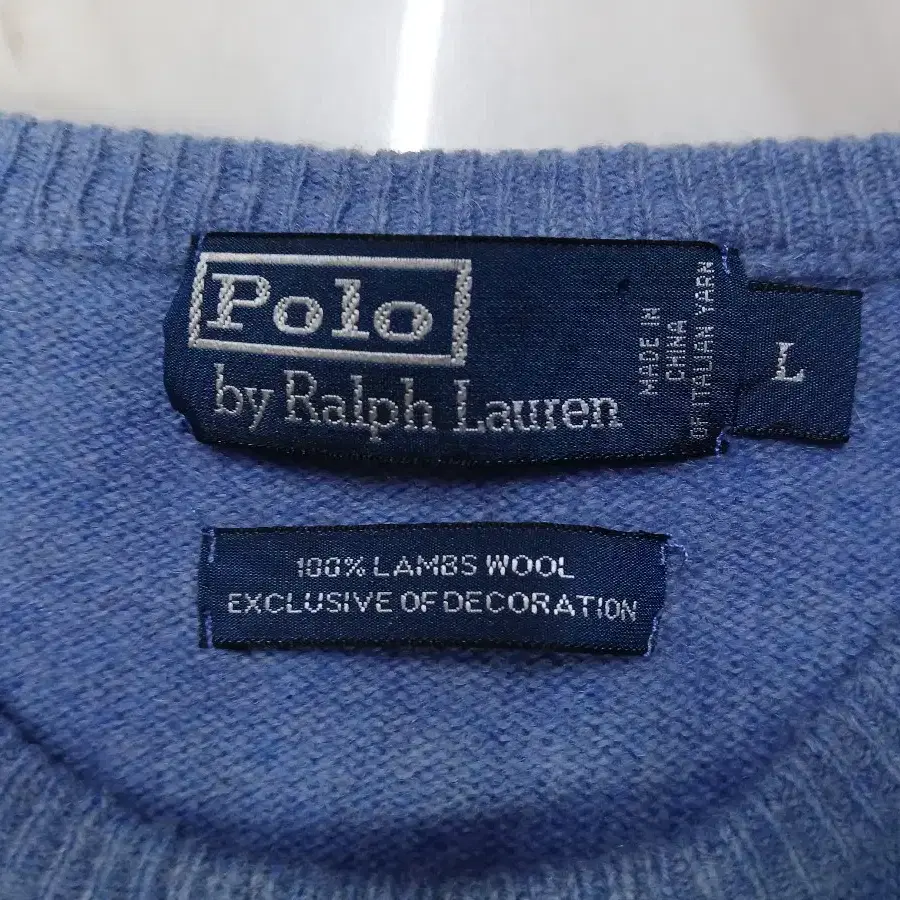 Polo
by Ralph Lauren
MADE IN
CHINA
OF ITALIAN YARN
L
100% LAMBS WOOL
EXCLUSIVE OF DECORATION